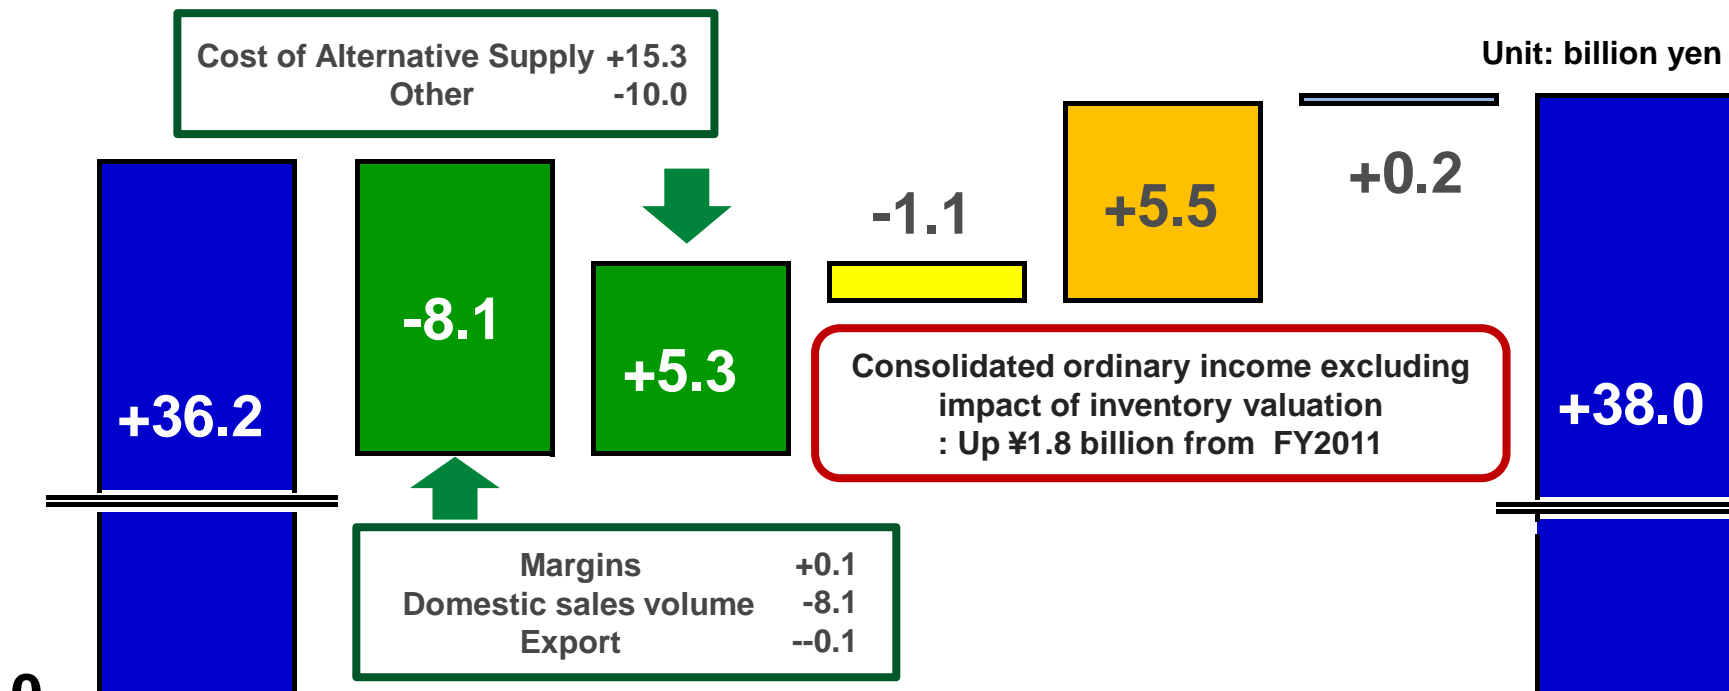 Cost of Alternative Supply +15.3
Other -10.0
Unit: billion yen
+36.2
-8.1
+5.3
-1.1
+5.5
+0.2
+38.0
Consolidated ordinary income excluding
impact of inventory valuation
: Up ¥1.8 billion from FY2011
Margins +0.1
Domestic sales volume -8.1
Export --0.1
0